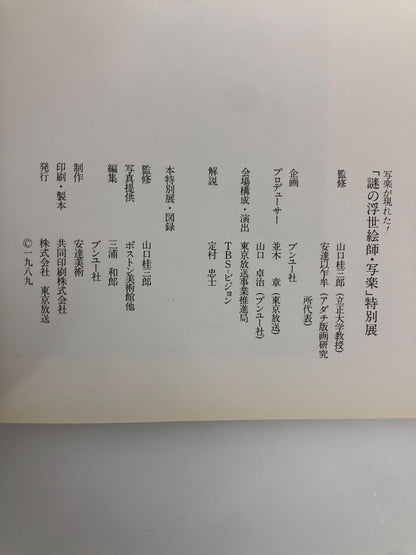 写楽が現れた!
「謎の浮世絵師・写楽」特別展
監修 山口桂三郎(立正大学教授)
安達以乍牟(アダチ版画研究
所代表)
企画 ブンユー社
プロデューサー 並木 章(東京放送)
山口 卓治(ブンユー社)
会場構成・演出 東京放送事業推進局
TBS-ビジョン
解説 定村 忠士
本特別展・図録
監修 山口桂三郎
写真提供 ボストン美術館他
編集 三浦 和郎
ブンユー社
制作 安達美術
印刷・製本 共同印刷株式会社
発行 株式会社 東京放送
©一九八九